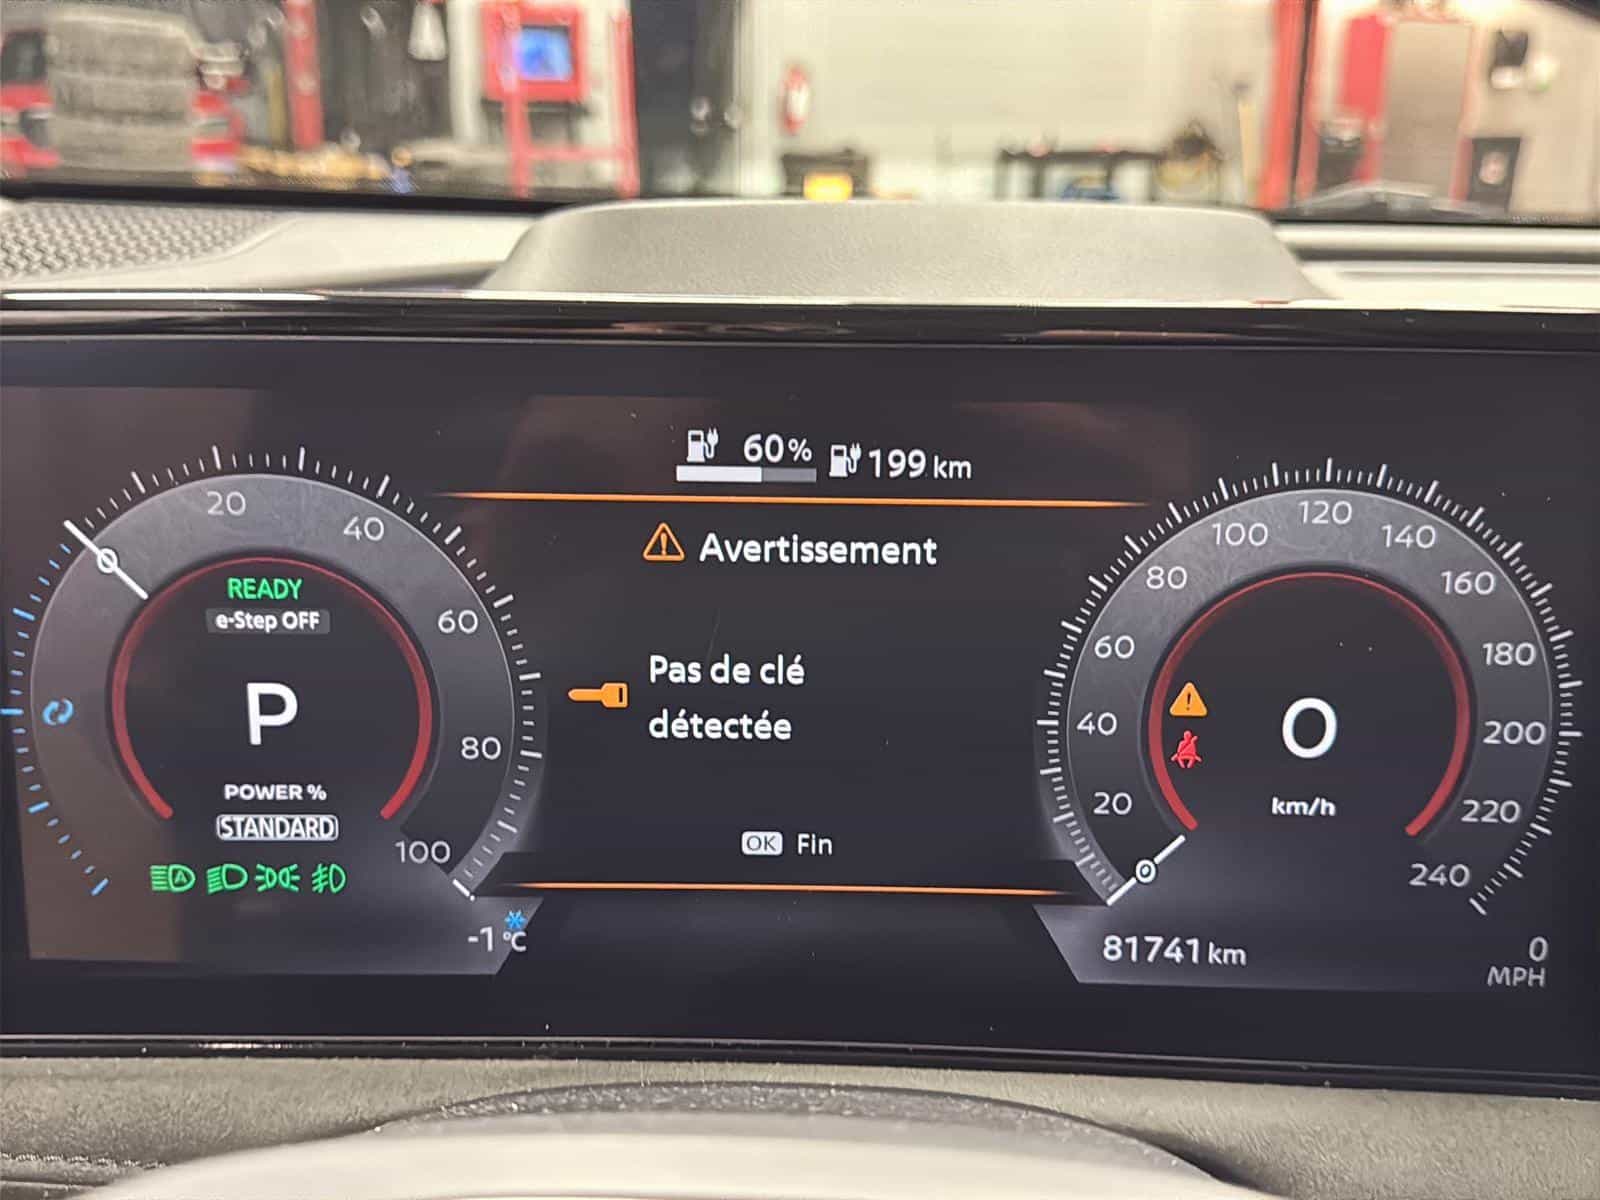 60%
199 km
Avertissement
Pas de clé
détectée
OK Fin
20
40
60
80
100
READY
e-Step OFF
P
POWER %
STANDARD
A
-1 °C
20
40
60
80
100
120
140
160
180
200
220
240
0
km/h
81741 km
0
MPH